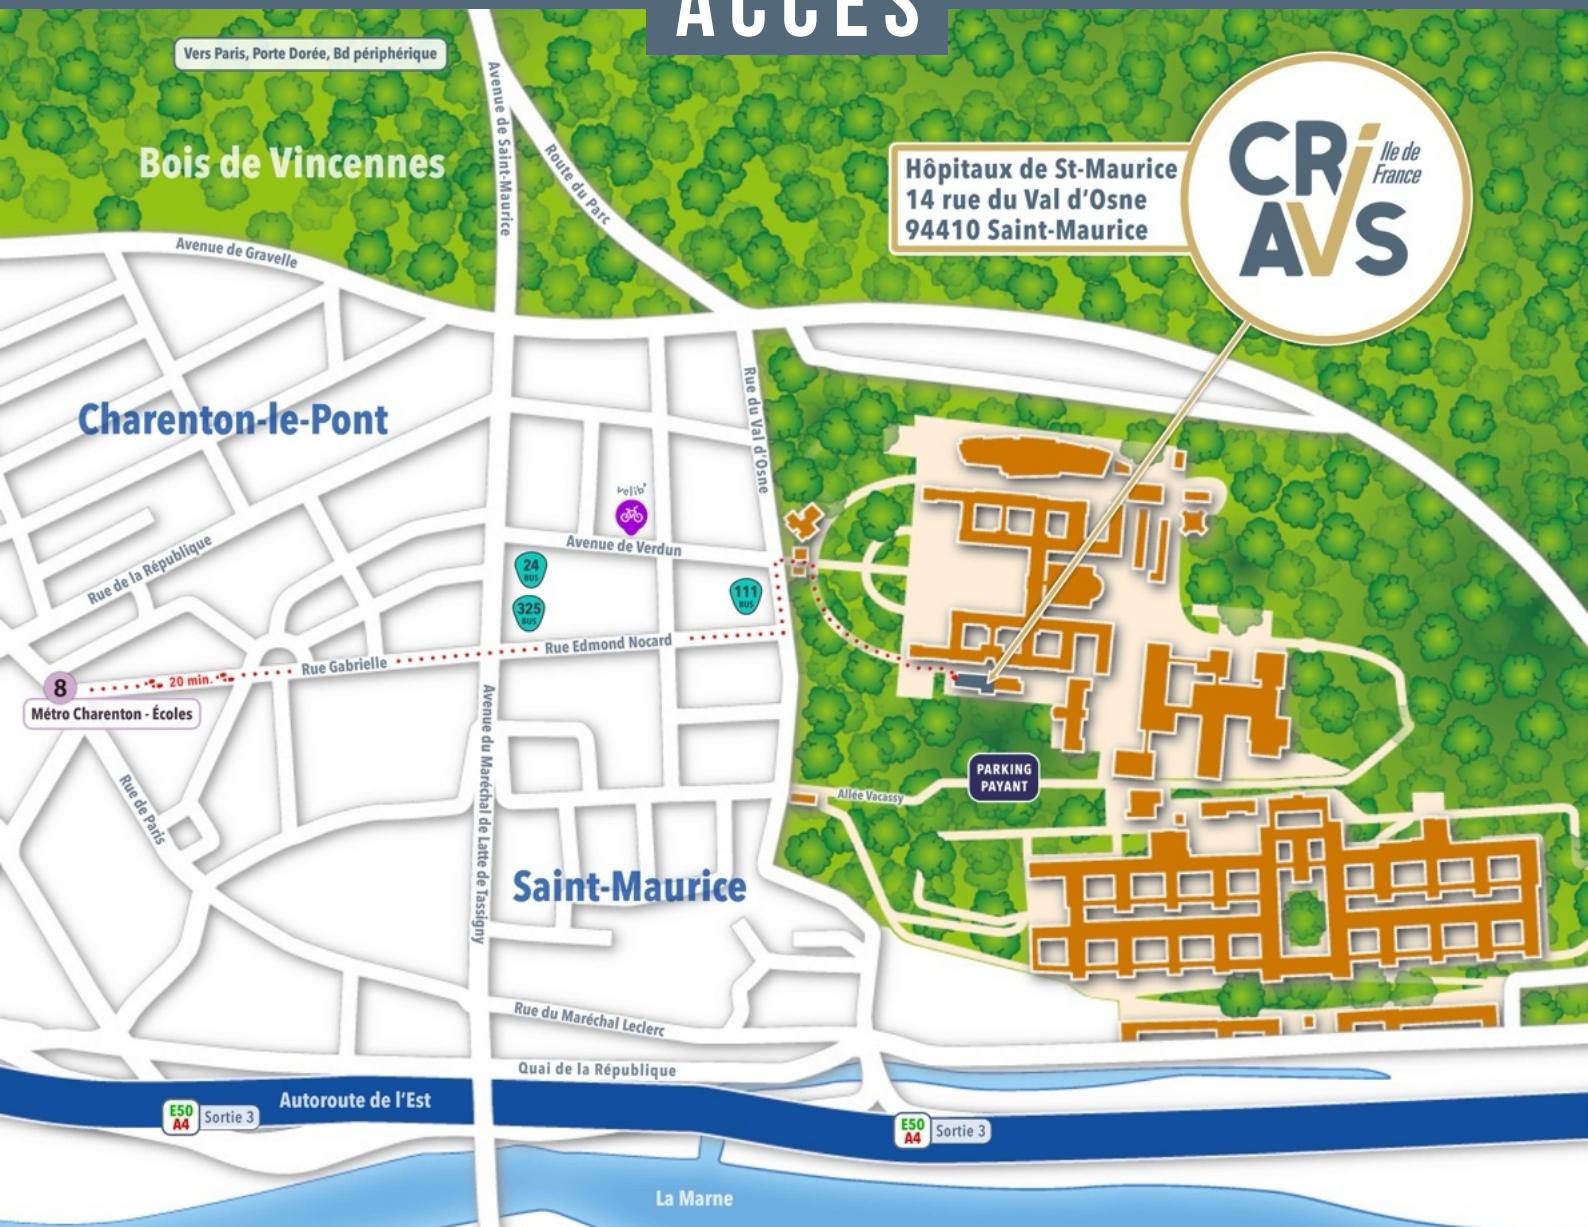 ACCÈS
Vers Paris, Porte Dorée, Bd périphérique
Avenue de Saint-Maurice
Route du Parc
Bois de Vincennes
Hôpitaux de St-Maurice
14 rue du Val d'Osne
94410 Saint-Maurice
CRi
AVS
Ile de
France
Avenue de Gravelle
Charenton-le-Pont
Rue du Val d'Osne
velib'
Avenue de Verdun
Rue de la République
24
BUS
325
BUS
111
BUS
Rue Edmond Nocard
Rue Gabrielle
20 min.
8
Métro Charenton - Écoles
Avenue du Maréchal de Latte de Tassigny
Rue de Paris
PARKING
PAYANT
Allée Vacassy
Saint-Maurice
Rue du Maréchal Leclerc
Quai de la République
Autoroute de l'Est
E50
A4
Sortie 3
E50
A4
Sortie 3
La Marne